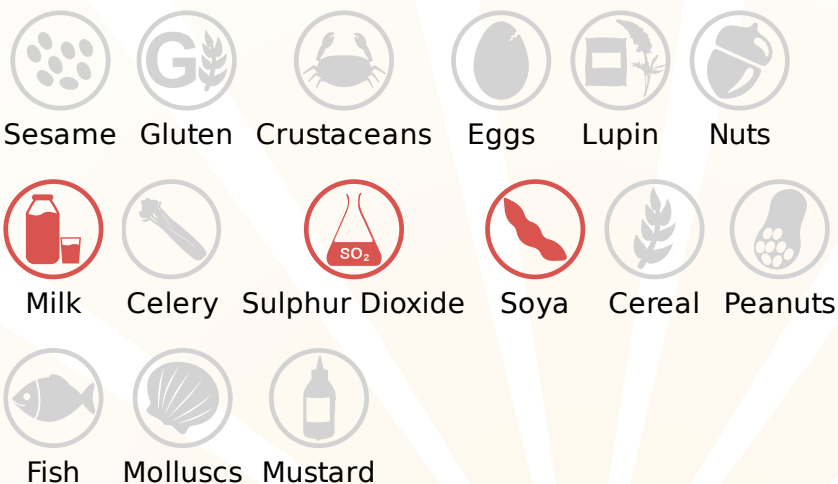 G
Sesame Gluten Crustaceans Eggs Lupin Nuts
SO₂
Milk Celery Sulphur Dioxide Soya Cereal Peanuts
Fish Molluscs Mustard